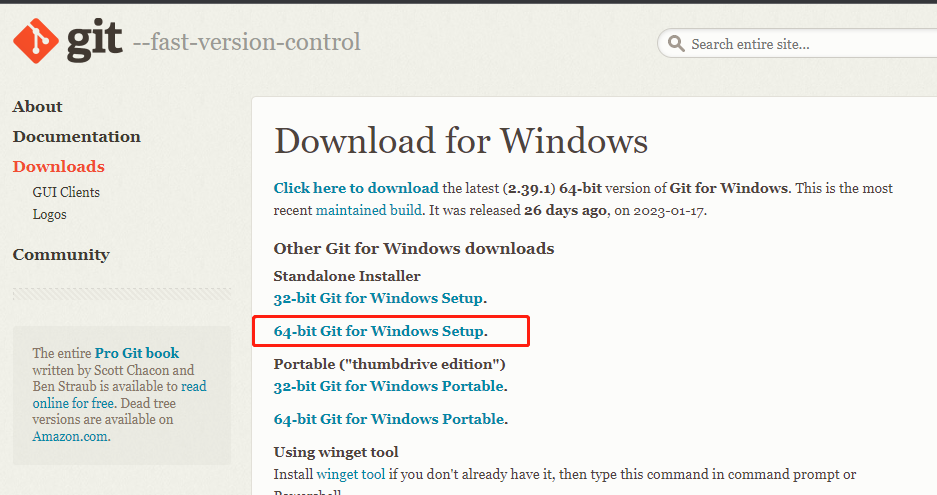 git --fast-version-control
Search entire site...
About
Documentation
Downloads
GUI Clients
Logos
Community
The entire Pro Git book
written by Scott Chacon and
Ben Straub is available to read
online for free. Dead tree
versions are available on
Amazon.com.
Download for Windows
Click here to download the latest (2.39.1) 64-bit version of Git for Windows. This is the most
recent maintained build. It was released 26 days ago, on 2023-01-17.
Other Git for Windows downloads
Standalone Installer
32-bit Git for Windows Setup.
64-bit Git for Windows Setup.
Portable ("thumbdrive edition")
32-bit Git for Windows Portable.
64-bit Git for Windows Portable.
Using winget tool
Install winget tool if you don't already have it, then type this command in command prompt or
Powershell.